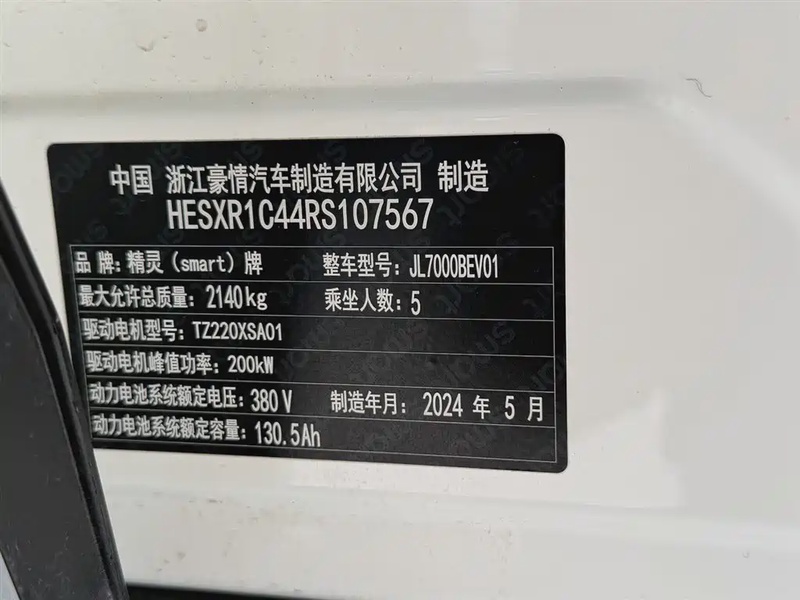 中国 浙江豪情汽车制造有限公司 制造
HESXR1C44RS107567
品 牌：精灵（smart）牌 整车型号：JL7000BEV01
最大允许总质量：2140kg 乘坐人数：5
驱动电机型号：TZ220XSA01
驱动电机峰值功率：200kW
动力电池系统额定电压：380V 制造年月：2024 年 5 月
动力电池系统额定容量：130.5Ah